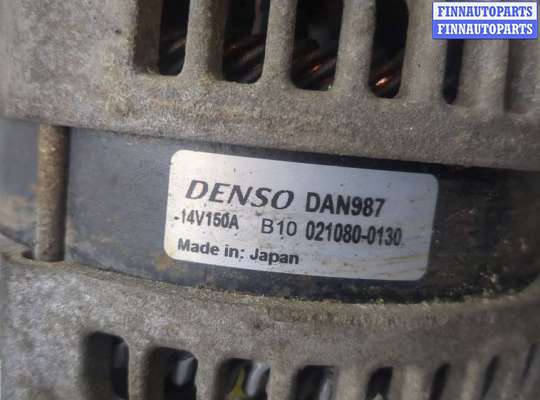 FINNAUTOPARTS
FINNAUTOPARTS
DENSO DAN987
-14V150A B10 021080-0130
Made in: Japan